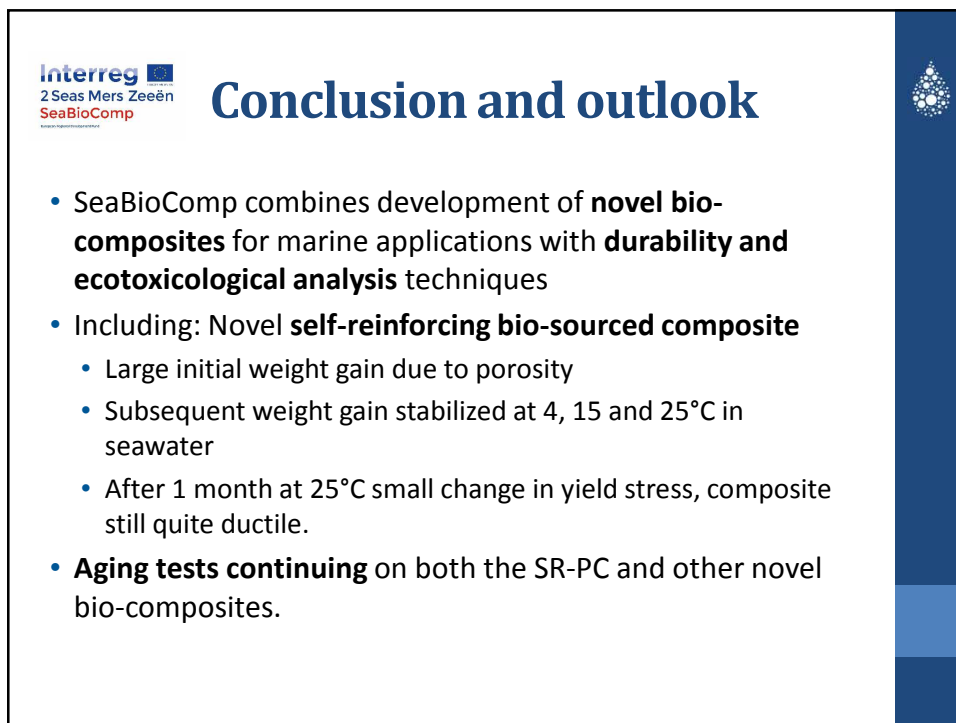 Interreg
2 Seas Mers Zeeën
SeaBioComp
Conclusion and outlook
• SeaBioComp combines development of novel bio-
composites for marine applications with durability and
ecotoxicological analysis techniques
• Including: Novel self-reinforcing bio-sourced composite
• Large initial weight gain due to porosity
• Subsequent weight gain stabilized at 4, 15 and 25°C in
seawater
• After 1 month at 25°C small change in yield stress, composite
still quite ductile.
• Aging tests continuing on both the SR-PC and other novel
bio-composites.